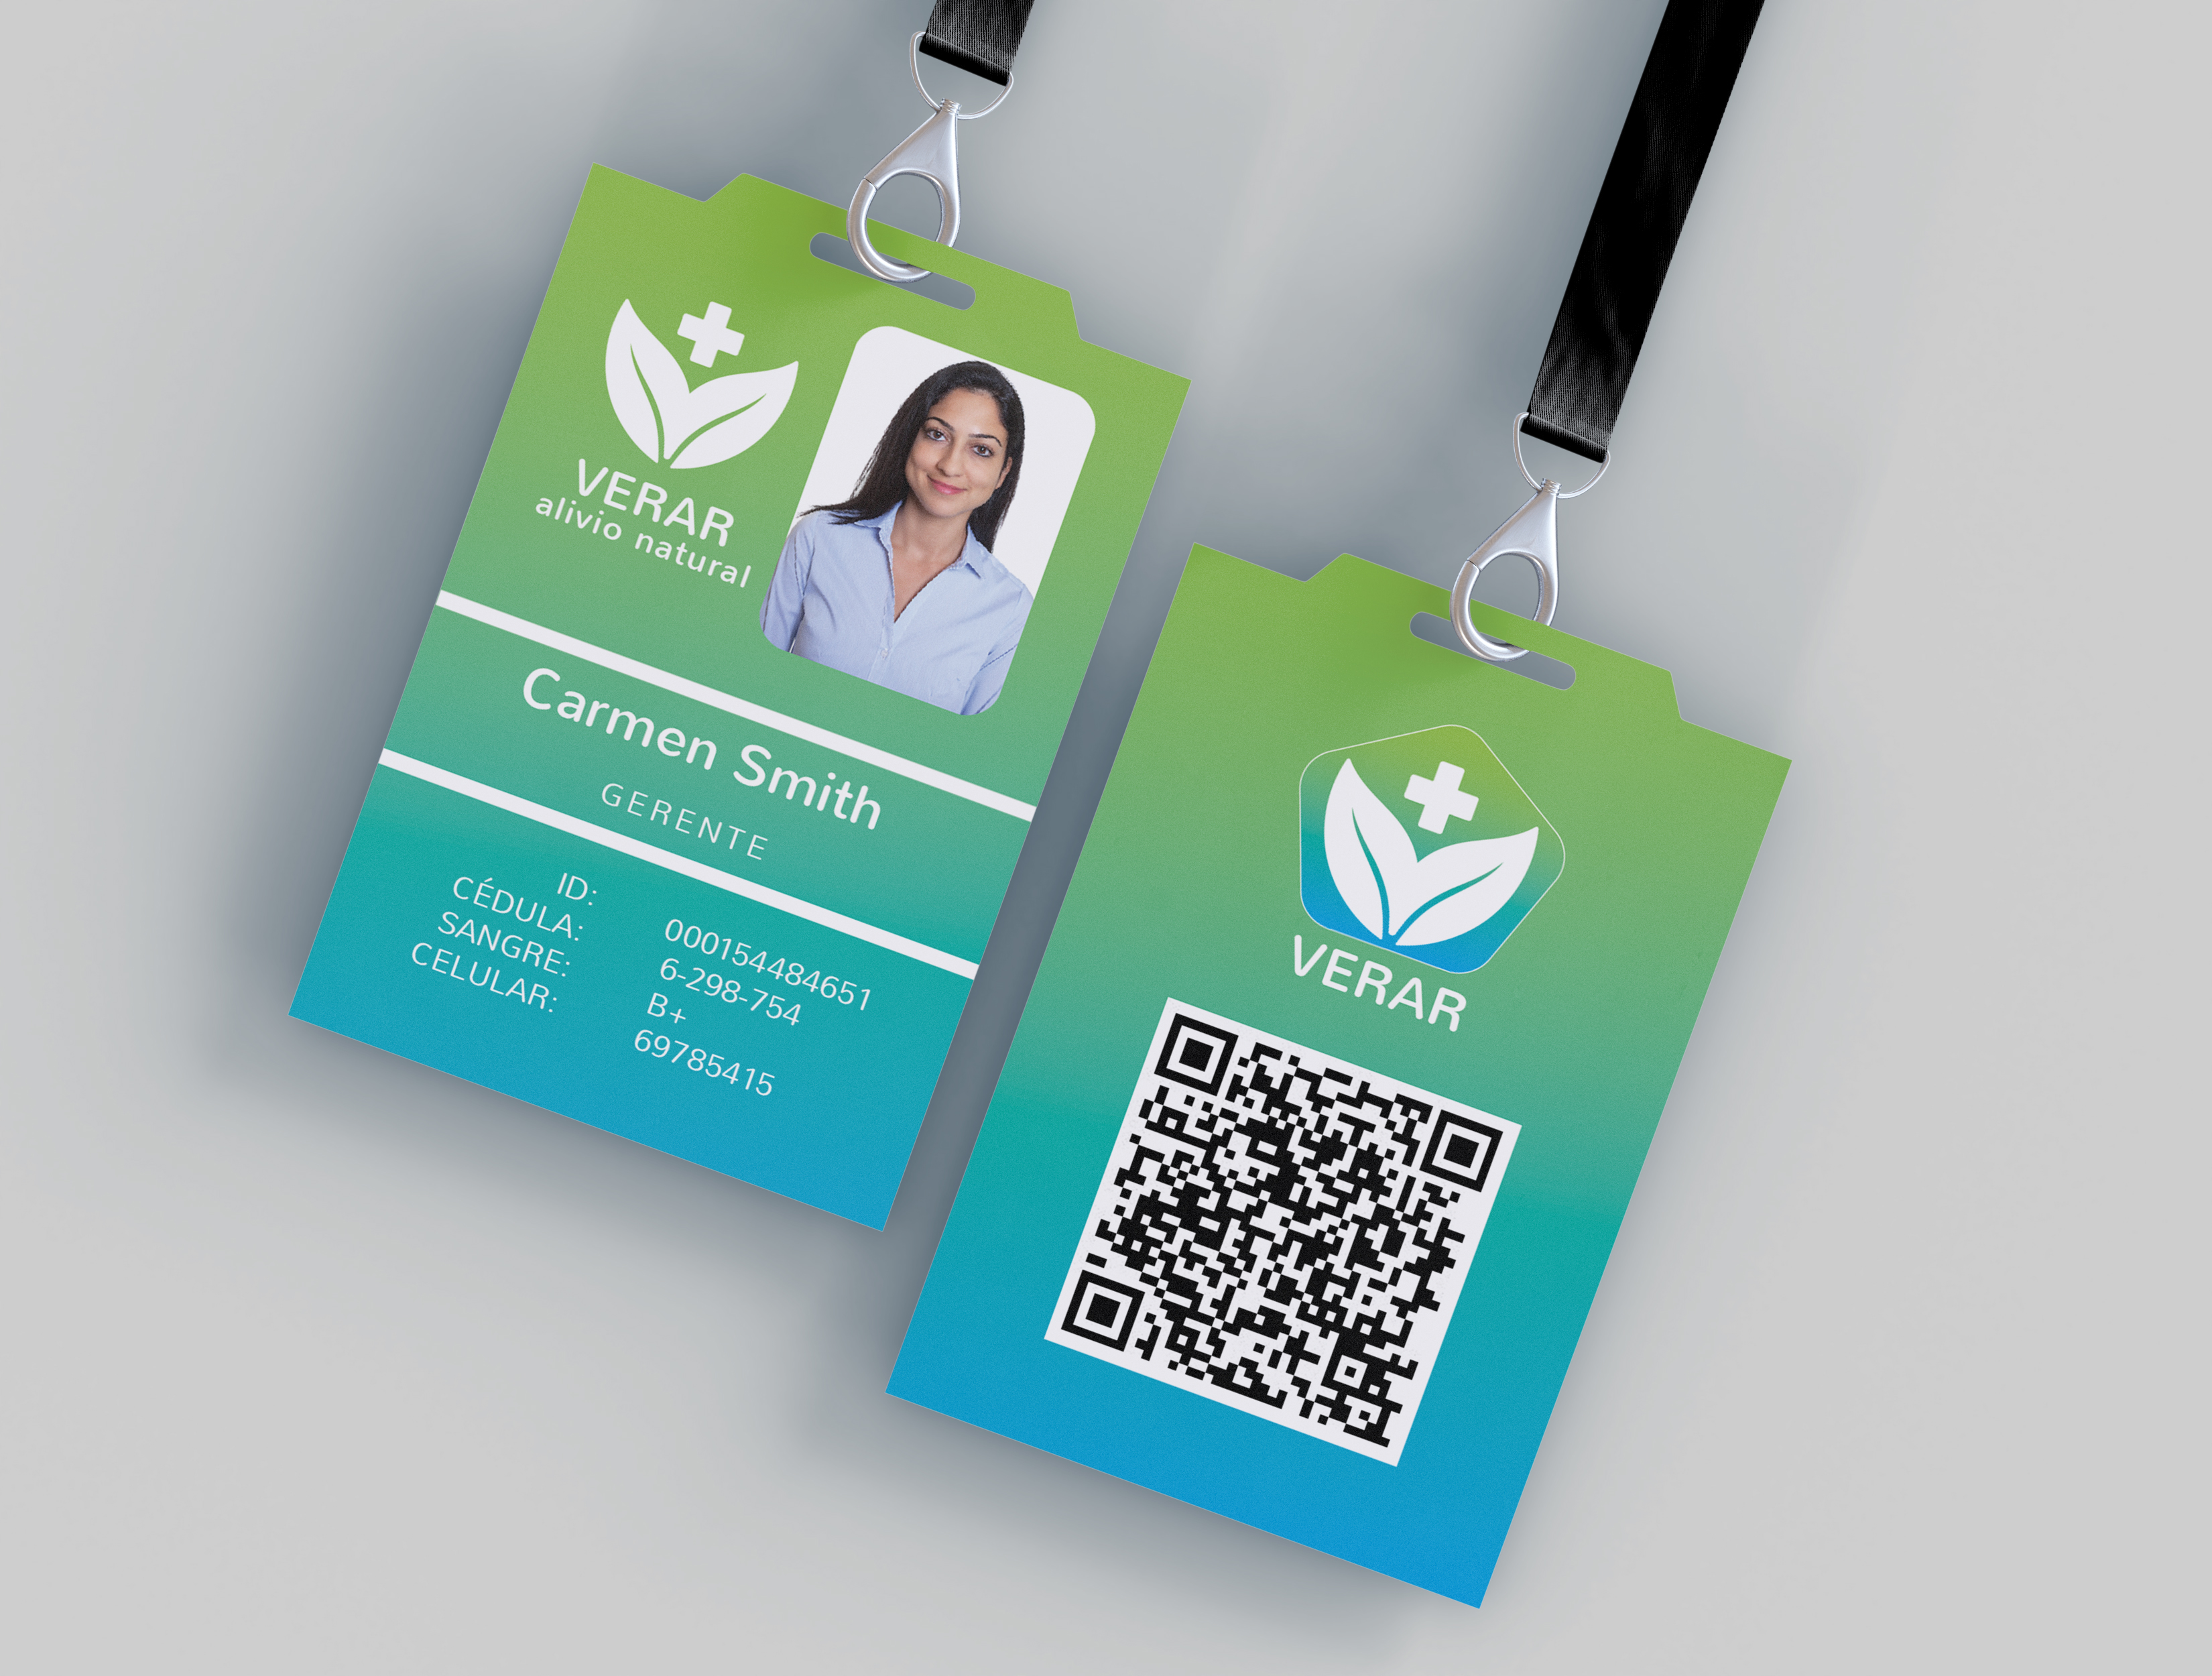 VERAR
alivio natural
Carmen Smith
GERENTE
ID: 000154484651
CÉDULA: 6-298-754
SANGRE: B+
CELULAR: 69785415
VERAR